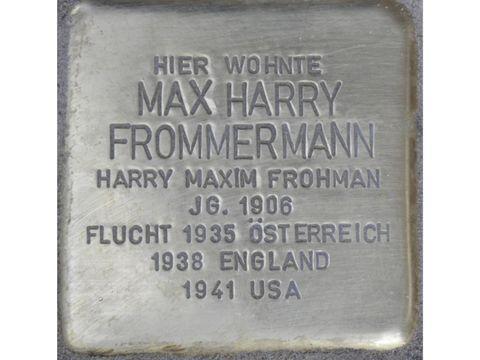 HIER WOHNTE
MAX HARRY
FROMMERMANN
HARRY MAXIM FROHMAN
JG. 1906
FLUCHT 1935 ÖSTERREICH
1938 ENGLAND
1941 USA